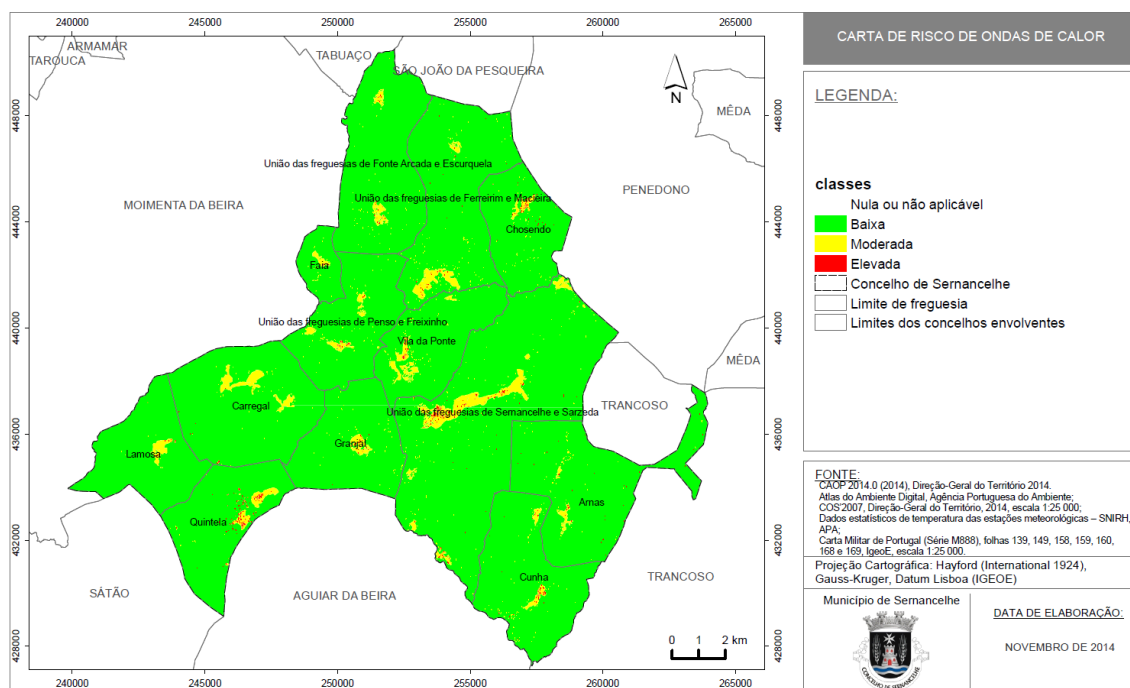 240000 245000 250000 255000 260000 265000
CARTA DE RISCO DE ONDAS DE CALOR
ARMAMAR
TAROUCA
TABUAÇO
SÃO JOÃO DA PESQUEIRA
N
MÊDA
448000
448000
União das freguesias de Fonte Arcada e Escurquela
PENEDONO
MOIMENTA DA BEIRA
União das freguesias de Ferreirim e Macieira
444000
444000
Chosendo
Faia
União das freguesias de Penso e Freixinho
440000
440000
Vila da Ponte
MÊDA
Carregal
TRANCOSO
União das freguesias de Sernancelhe e Sarzeda
436000
436000
Granjal
Lamosa
Arnas
Quintela
432000
432000
Cunha
TRANCOSO
SÁTÃO
AGUIAR DA BEIRA
0 1 2 km
428000
428000
240000 245000 250000 255000 260000 265000
LEGENDA:
classes
Nula ou não aplicável
Baixa
Moderada
Elevada
Concelho de Sernancelhe
Limite de freguesia
Limites dos concelhos envolventes
FONTE:
CAOP 2014.0 (2014), Direção-Geral do Território 2014.
Atlas do Ambiente Digital, Agência Portuguesa do Ambiente;
COS'2007, Direção-Geral do Território, 2014, escala 1:25 000;
Dados estatísticos de temperatura das estações meteorológicas – SNIRH,
APA;
Carta Militar de Portugal (Série M888), folhas 139, 149, 158, 159, 160,
168 e 169, IgeoE, escala 1:25 000.
Projeção Cartográfica: Hayford (International 1924),
Gauss-Kruger, Datum Lisboa (IGEOE)
Município de Sernancelhe
CONCELHO DE SERNANCELHE
DATA DE ELABORAÇÃO:
NOVEMBRO DE 2014